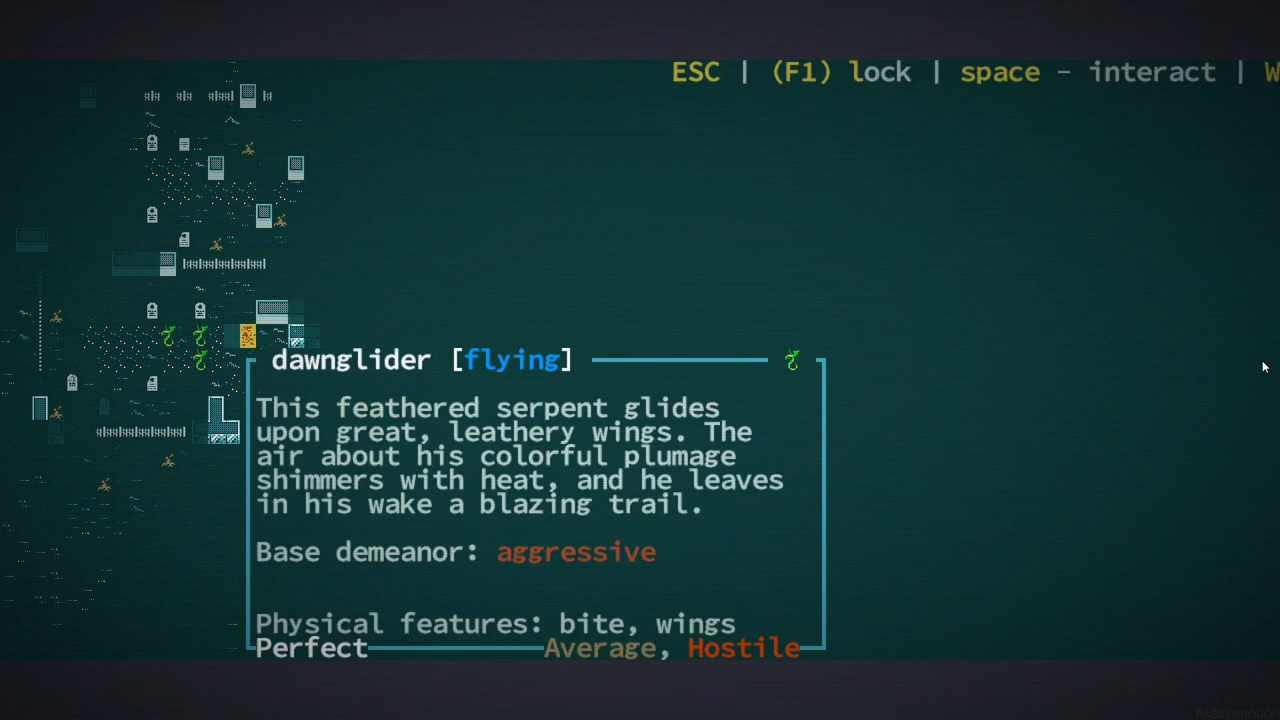 ESC | (F1) lock | space – interact | W
dawnglider [flying]
This feathered serpent glides
upon great, leathery wings. The
air about his colorful plumage
shimmers with heat, and he leaves
in his wake a blazing trail.
Base demeanor: aggressive
Physical features: bite, wings
Perfect Average, Hostile